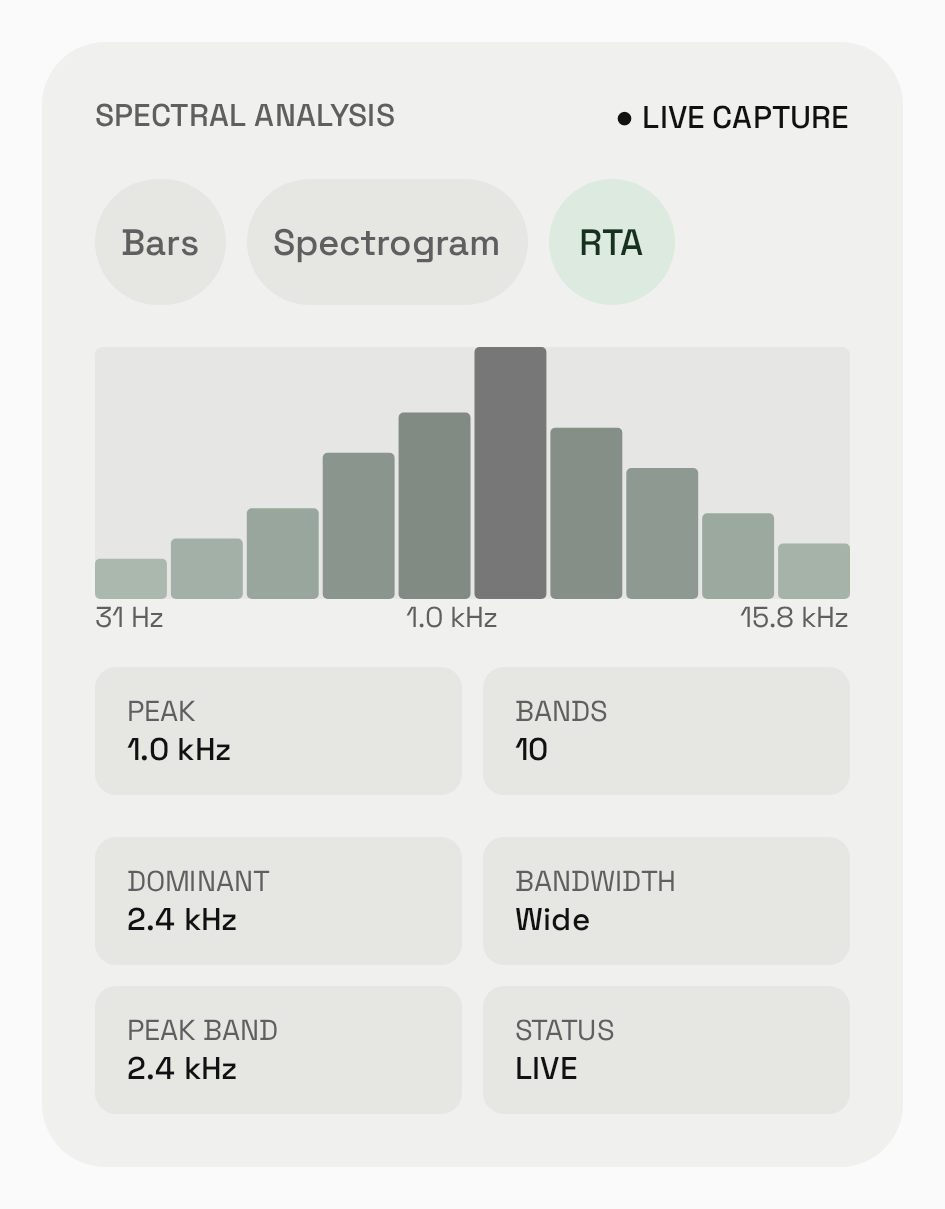 SPECTRAL ANALYSIS
● LIVE CAPTURE
Bars
Spectrogram
RTA
31 Hz
1.0 kHz
15.8 kHz
PEAK
1.0 kHz
BANDS
10
DOMINANT
2.4 kHz
BANDWIDTH
Wide
PEAK BAND
2.4 kHz
STATUS
LIVE